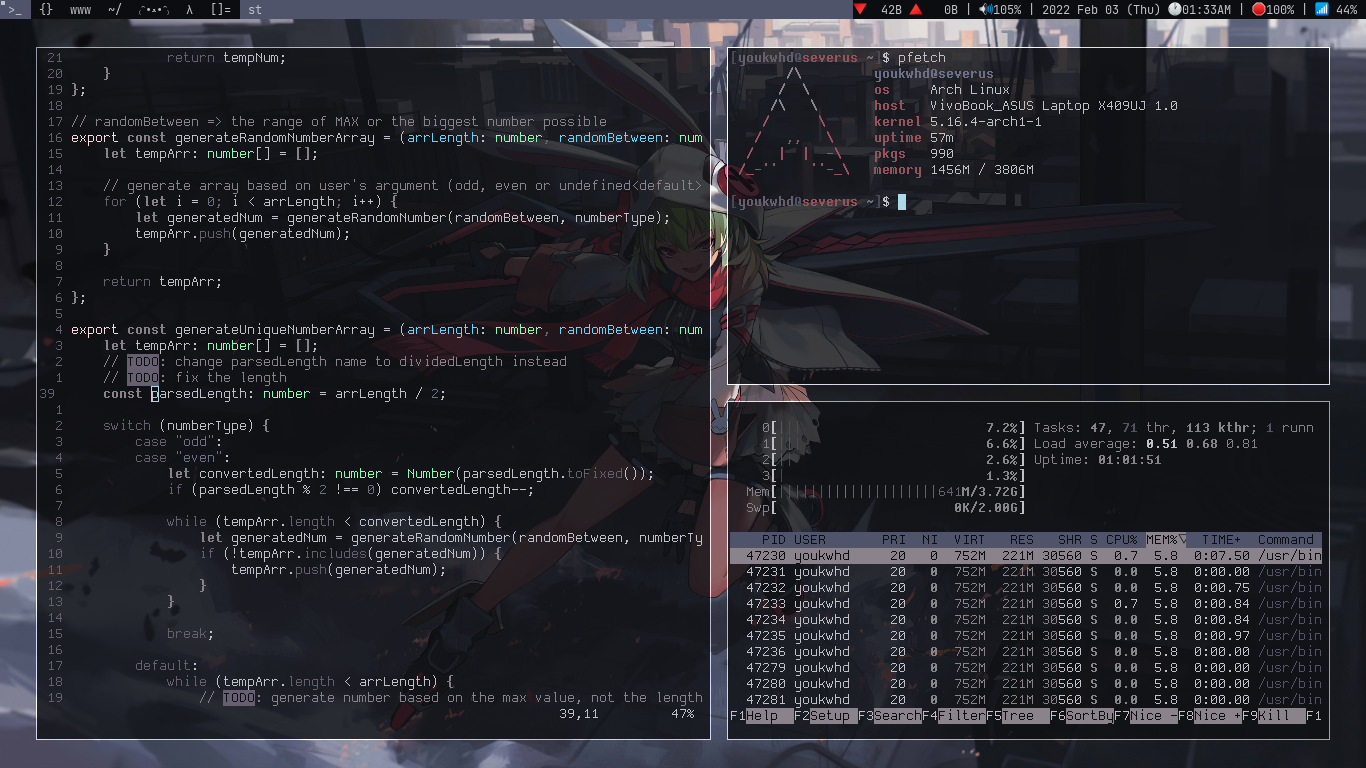 >_ {} www ~/ λ []= st 42B 0B | 105% | 2022 Feb 03 (Thu) 01:33AM | 100% | 44%
21 return tempNum;
20 }
19 };
18
17 // randomBetween => the range of MAX or the biggest number possible
16 export const generateRandomNumberArray = (arrLength: number, randomBetween: num
15 let tempArr: number[] = [];
14
13 // generate array based on user's argument (odd, even or undefined<default>
12 for (let i = 0; i < arrLength; i++) {
11 let generatedNum = generateRandomNumber(randomBetween, numberType);
10 tempArr.push(generatedNum);
9 }
8
7 return tempArr;
6 };
5
4 export const generateUniqueNumberArray = (arrLength: number, randomBetween: num
3 let tempArr: number[] = [];
2 // TODO: change parsedLength name to dividedLength instead
1 // TODO: fix the length
39 const parsedLength: number = arrLength / 2;
1
2 switch (numberType) {
3 case "odd":
4 case "even":
5 let convertedLength: number = Number(parsedLength.toFixed());
6 if (parsedLength % 2 !== 0) convertedLength--;
7
8 while (tempArr.length < convertedLength) {
9 let generatedNum = generateRandomNumber(randomBetween, numberTy
10 if (!tempArr.includes(generatedNum)) {
11 tempArr.push(generatedNum);
12 }
13 }
14
15 break;
16
17 default:
18 while (tempArr.length < arrLength) {
19 // TODO: generate number based on the max value, not the length
39,11 47%
[youkwhd@severus ~]$ pfetch
youkwhd@severus
os Arch Linux
host VivoBook_ASUS Laptop X409UJ 1.0
kernel 5.16.4-arch1-1
uptime 57m
pkgs 990
memory 1456M / 3806M
[youkwhd@severus ~]$
0[ 7.2%] Tasks: 47, 71 thr, 113 kthr; 1 runn
1[ 6.6%] Load average: 0.51 0.68 0.81
2[ 2.6%] Uptime: 01:01:51
3[ 1.3%]
Mem[||||||||||||||||||||641M/3.72G]
Swp[ 0K/2.00G]
PID USER PRI NI VIRT RES SHR S CPU% MEM%▽ TIME+ Command
47230 youkwhd 20 0 752M 221M 30560 S 0.7 5.8 0:07.50 /usr/bin
47231 youkwhd 20 0 752M 221M 30560 S 0.0 5.8 0:00.00 /usr/bin
47232 youkwhd 20 0 752M 221M 30560 S 0.0 5.8 0:00.75 /usr/bin
47233 youkwhd 20 0 752M 221M 30560 S 0.7 5.8 0:00.84 /usr/bin
47234 youkwhd 20 0 752M 221M 30560 S 0.0 5.8 0:00.84 /usr/bin
47235 youkwhd 20 0 752M 221M 30560 S 0.0 5.8 0:00.97 /usr/bin
47236 youkwhd 20 0 752M 221M 30560 S 0.0 5.8 0:00.00 /usr/bin
47279 youkwhd 20 0 752M 221M 30560 S 0.0 5.8 0:00.00 /usr/bin
47280 youkwhd 20 0 752M 221M 30560 S 0.0 5.8 0:00.00 /usr/bin
47281 youkwhd 20 0 752M 221M 30560 S 0.0 5.8 0:00.00 /usr/bin
F1Help F2Setup F3SearchF4FilterF5Tree F6SortByF7Nice -F8Nice +F9Kill F1